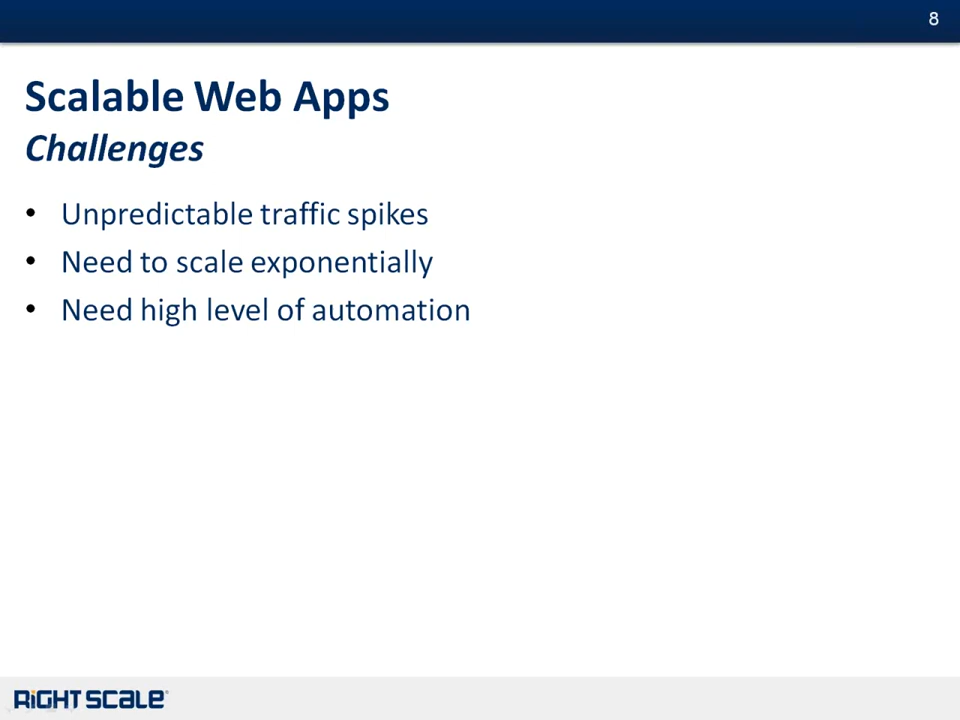 8
Scalable Web Apps
Challenges
• Unpredictable traffic spikes
• Need to scale exponentially
• Need high level of automation
RIGHTSCALE